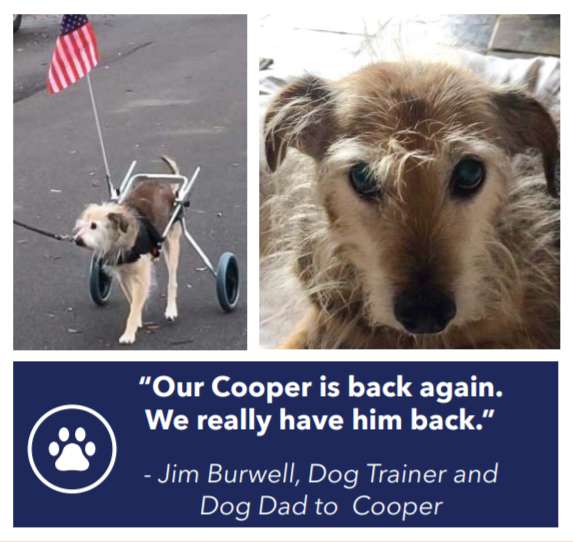 “Our Cooper is back again.
We really have him back.”
- Jim Burwell, Dog Trainer and
Dog Dad to Cooper